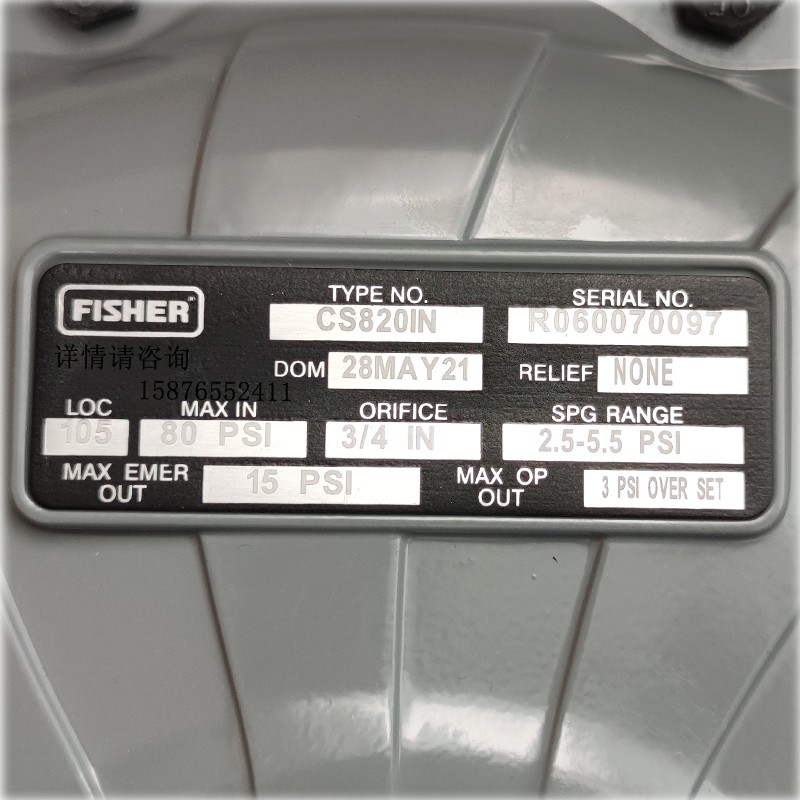 FISHER
TYPE NO.
CS820IN
SERIAL NO.
R060070097
详情请咨询
15876552411
DOM 28MAY21
RELIEF NONE
LOC
105
MAX IN
80 PSI
ORIFICE
3/4 IN
SPG RANGE
2.5-5.5 PSI
MAX EMER OUT
15 PSI
MAX OP OUT
3 PSI OVER SET